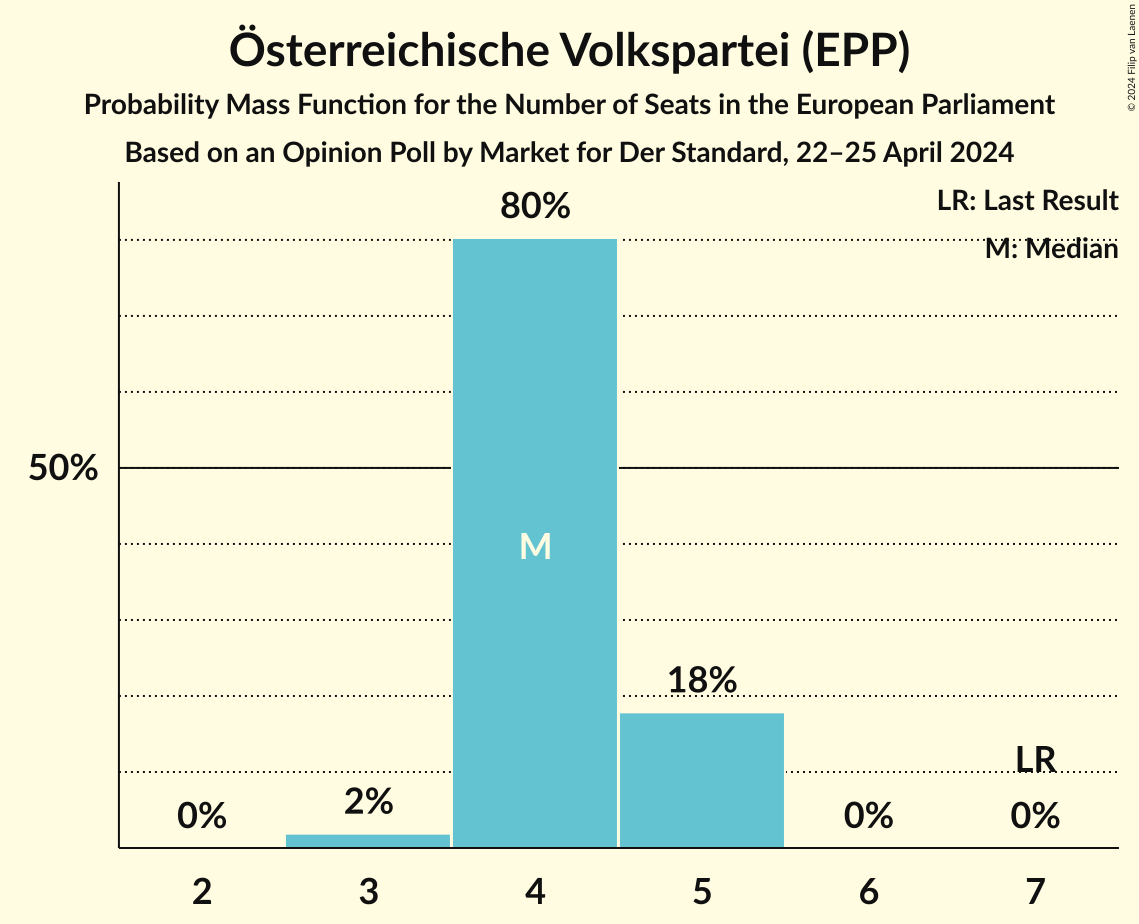 Österreichische Volkspartei (EPP)
Probability Mass Function for the Number of Seats in the European Parliament
Based on an Opinion Poll by Market for Der Standard, 22–25 April 2024
© 2024 Filip van Laenen
LR: Last Result
M: Median
80%
50%
M
18%
LR
0%
2%
0%
0%
2
3
4
5
6
7